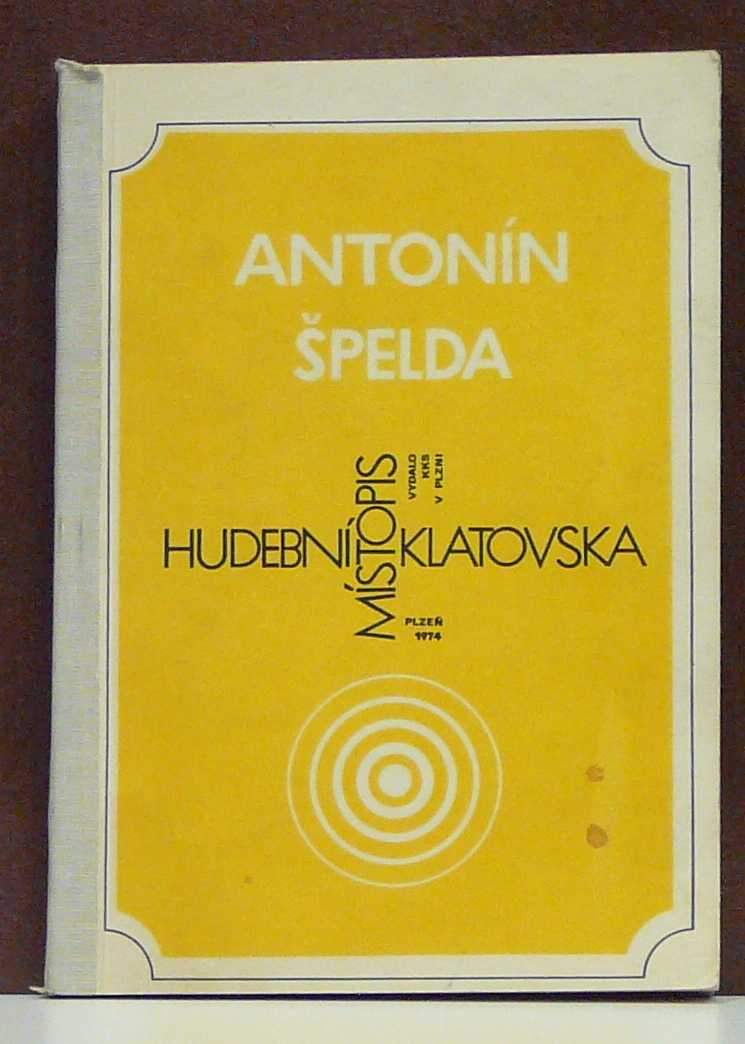 ANTONÍN
ŠPELDA
HUDEBNÍ
MÍSTOPIS
KLATOVSKA
VYDALO
KKS
V PLZNI
PLZEŇ
1974